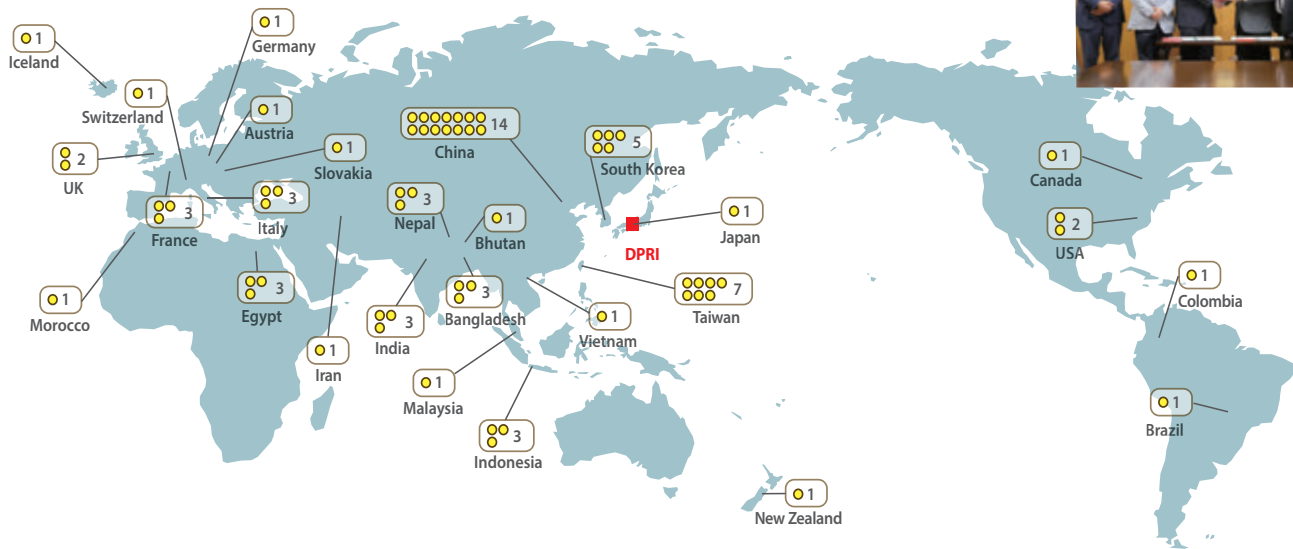 1
Germany
1
Iceland
1
Switzerland
1
Austria
14
China
5
South Korea
1
Slovakia
2
UK
1
Canada
3
France
3
Italy
3
Nepal
1
Bhutan
1
Japan
DPRI
2
USA
3
Egypt
1
Morocco
3
Bangladesh
7
Taiwan
1
Colombia
3
India
1
Vietnam
1
Iran
1
Malaysia
1
Brazil
3
Indonesia
1
New Zealand